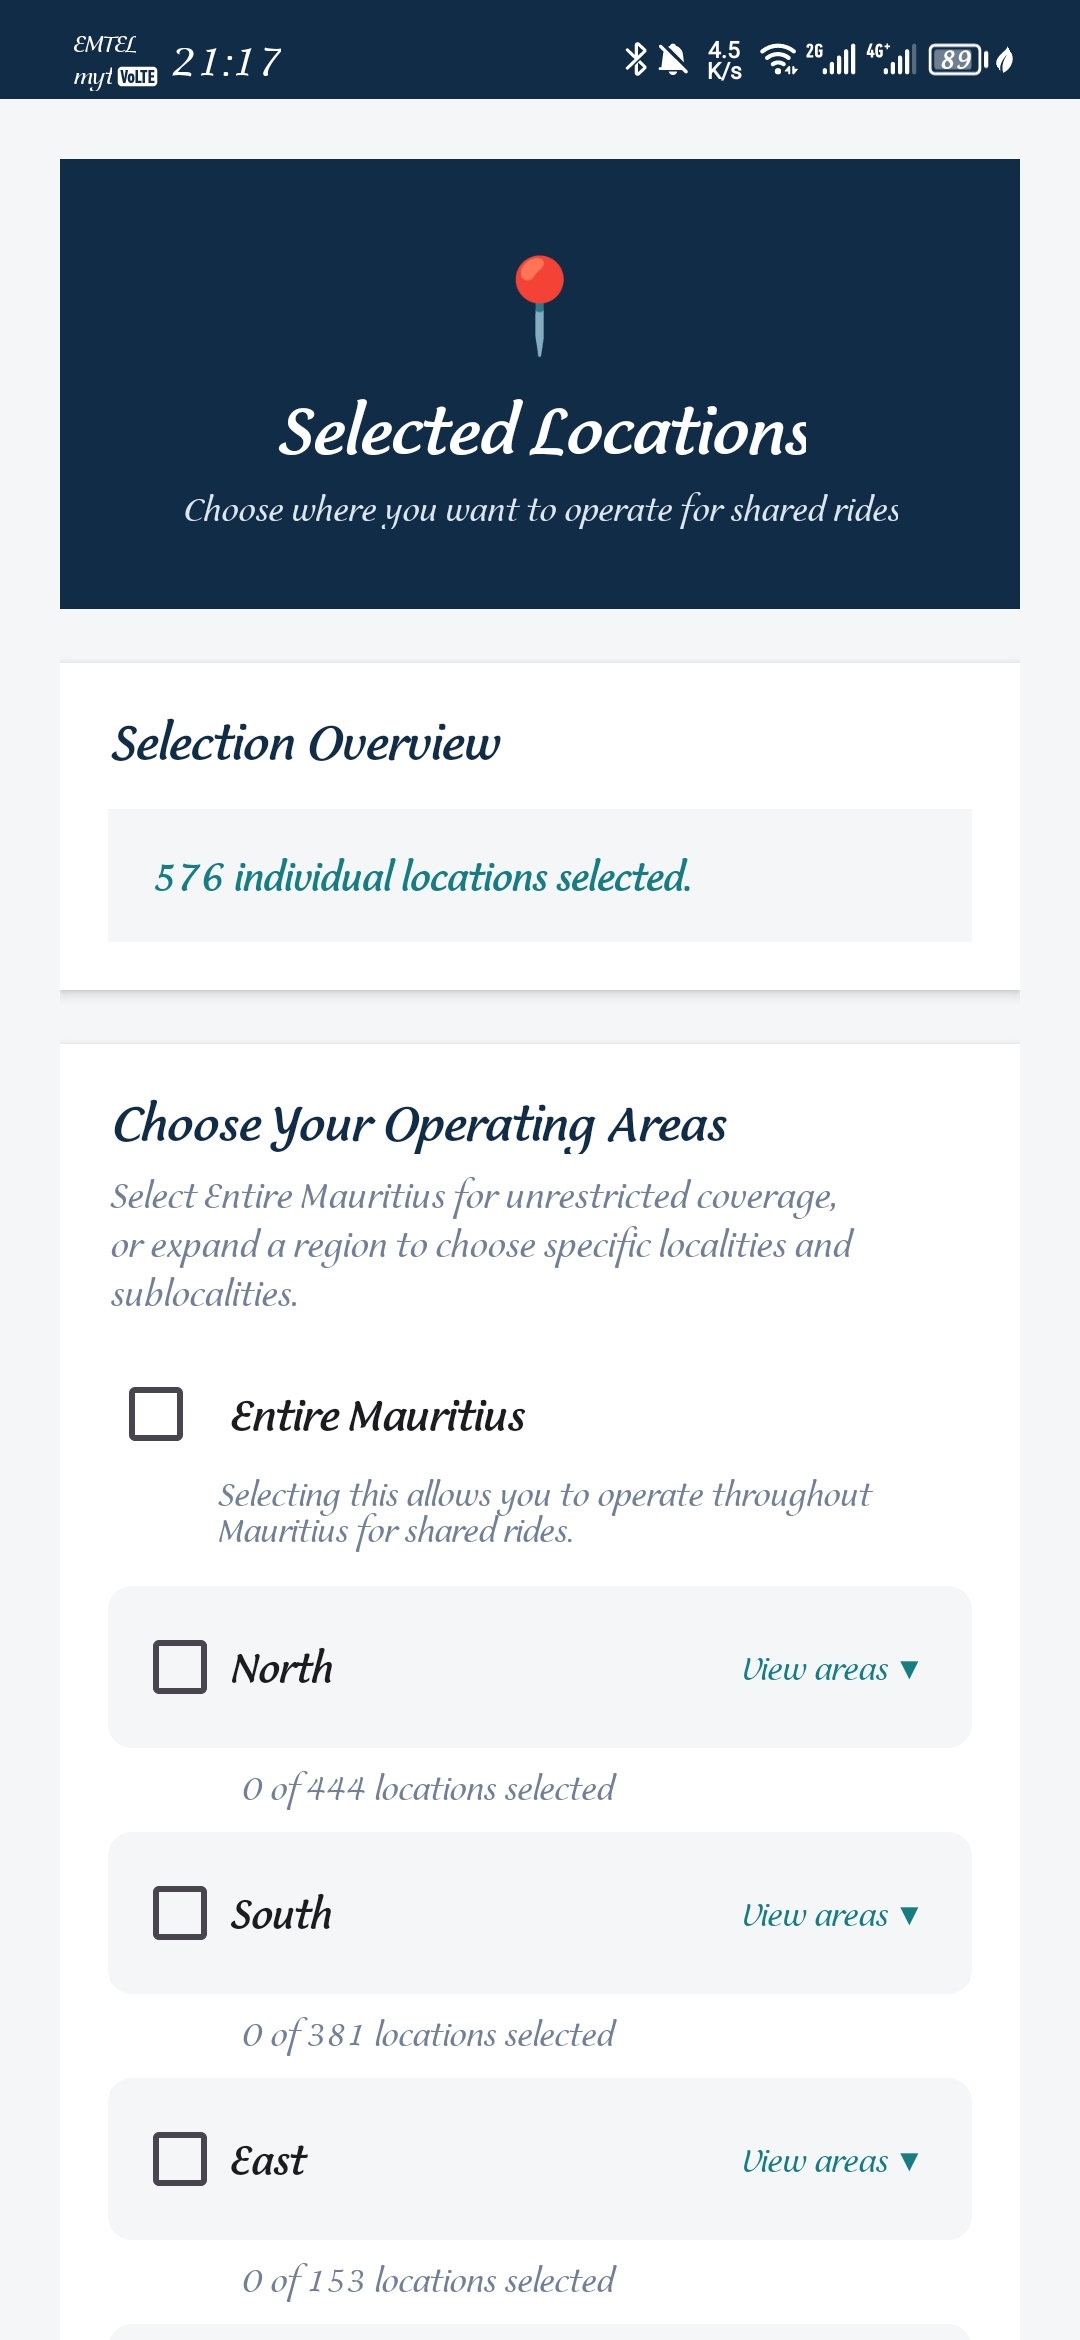 EMTEL
myt VoLTE 21:17 4.5 K/s 2G 4G+ 89
Selected Locations
Choose where you want to operate for shared rides
Selection Overview
576 individual locations selected.
Choose Your Operating Areas
Select Entire Mauritius for unrestricted coverage,
or expand a region to choose specific localities and
sublocalities.
Entire Mauritius
Selecting this allows you to operate throughout
Mauritius for shared rides.
North View areas ▼
0 of 444 locations selected
South View areas ▼
0 of 381 locations selected
East View areas ▼
0 of 153 locations selected